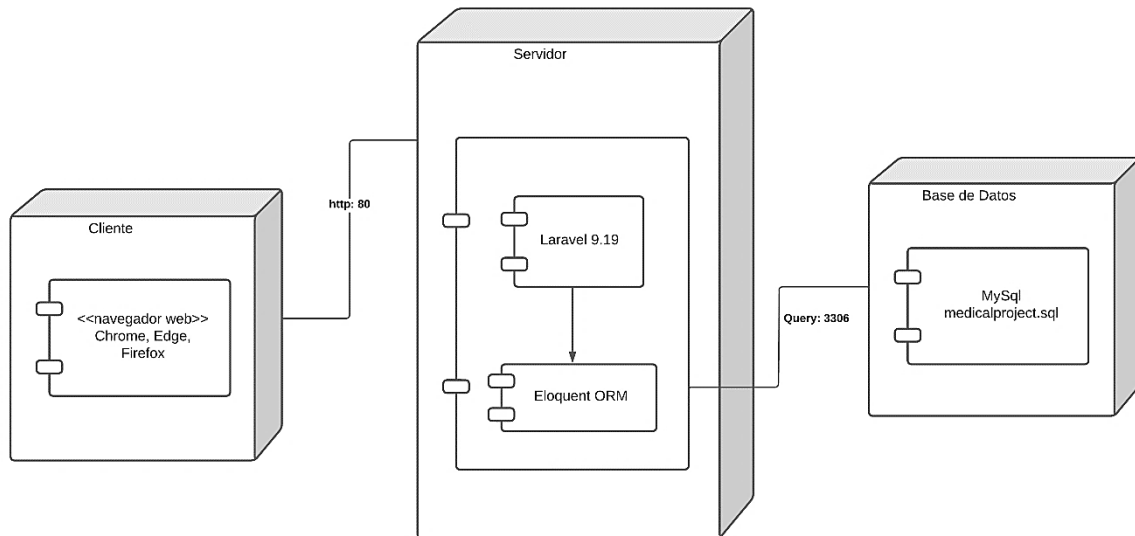 Servidor
Cliente
<<navegador web>>
Chrome, Edge,
Firefox
http: 80
Laravel 9.19
Eloquent ORM
Query: 3306
Base de Datos
MySql
medicalproject.sql